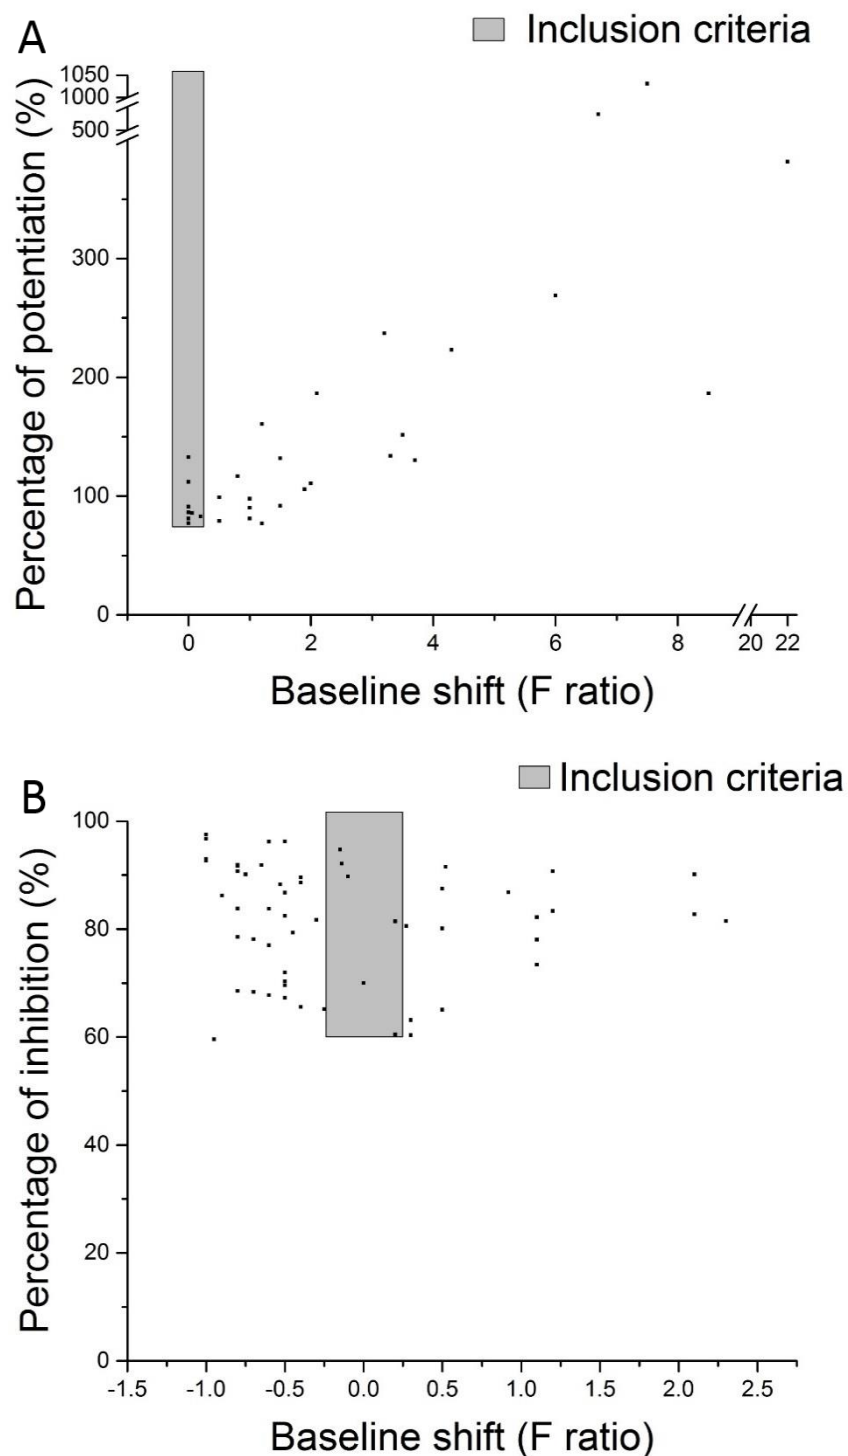 A
Inclusion criteria
Percentage of potentiation (%)
1050
1000
500
300
200
100
0
0 2 4 6 8 20 22
Baseline shift (F ratio)
B
Inclusion criteria
Percentage of inhibition (%)
100
80
60
40
20
0
-1.5 -1.0 -0.5 0.0 0.5 1.0 1.5 2.0 2.5
Baseline shift (F ratio)